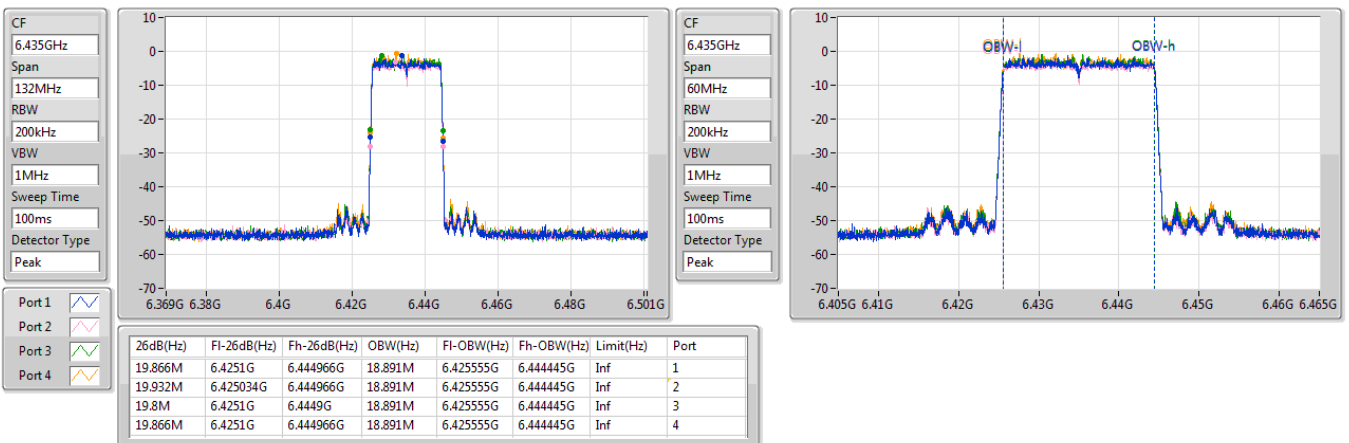 CF
6.435GHz
Span
132MHz
RBW
200kHz
VBW
1MHz
Sweep Time
100ms
Detector Type
Peak
Port 1
Port 2
Port 3
Port 4
10
0
-10
-20
-30
-40
-50
-60
-70
6.369G 6.38G 6.4G 6.42G 6.44G 6.46G 6.48G 6.501G
CF
6.435GHz
Span
60MHz
RBW
200kHz
VBW
1MHz
Sweep Time
100ms
Detector Type
Peak
10
0
-10
-20
-30
-40
-50
-60
-70
OBW-l OBW-h
6.405G 6.41G 6.42G 6.43G 6.44G 6.45G 6.46G 6.465G
26dB(Hz) Fl-26dB(Hz) Fh-26dB(Hz) OBW(Hz) Fl-OBW(Hz) Fh-OBW(Hz) Limit(Hz) Port
19.866M 6.4251G 6.444966G 18.891M 6.425555G 6.444445G Inf 1
19.932M 6.425034G 6.444966G 18.891M 6.425555G 6.444445G Inf 2
19.8M 6.4251G 6.4449G 18.891M 6.425555G 6.444445G Inf 3
19.866M 6.4251G 6.444966G 18.891M 6.425555G 6.444445G Inf 4